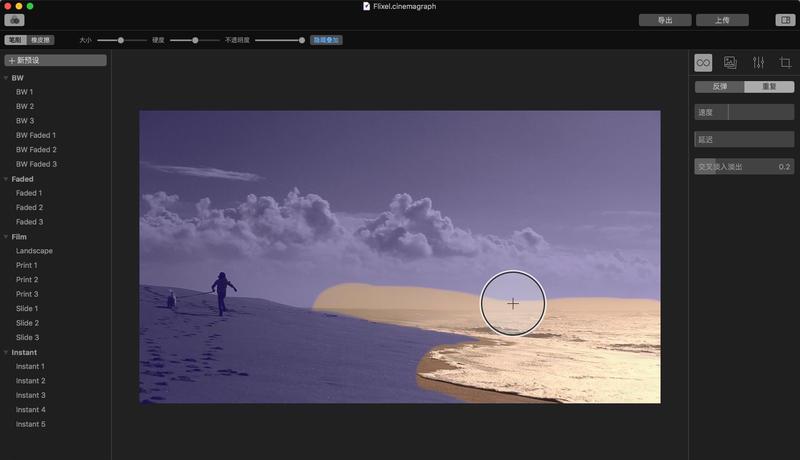 Flixel.cinemagraph
导出
上传
笔刷 橡皮擦 大小 硬度 不透明度 隐藏叠加
+ 新预设
BW
BW 1
BW 2
BW 3
BW Faded 1
BW Faded 2
BW Faded 3
Faded
Faded 1
Faded 2
Faded 3
Film
Landscape
Print 1
Print 2
Print 3
Slide 1
Slide 2
Slide 3
Instant
Instant 1
Instant 2
Instant 3
Instant 4
Instant 5
反弹 重复
速度
延迟
交叉淡入淡出 0.2